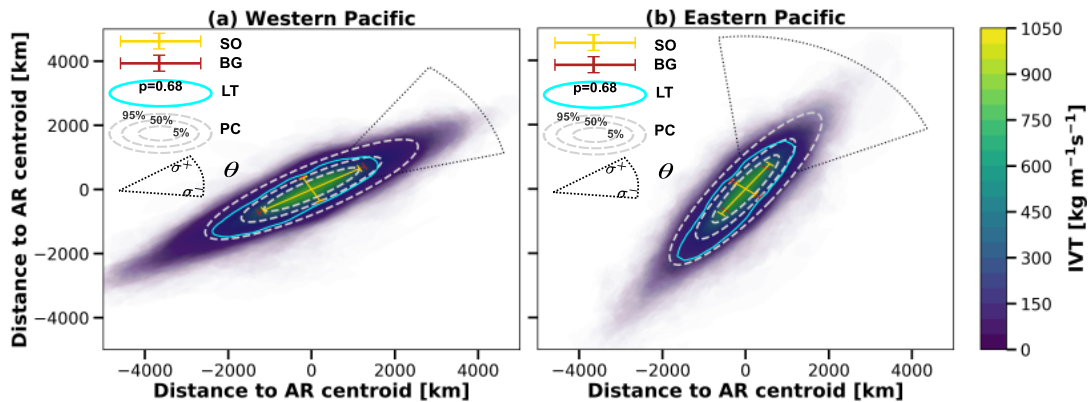 (a) Western Pacific
(b) Eastern Pacific
Distance to AR centroid [km]
4000
2000
0
−2000
−4000
SO
BG
p=0.68
LT
95%
50%
5%
PC
σ+
σ−
θ
−4000
−2000
0
2000
4000
Distance to AR centroid [km]
SO
BG
p=0.68
LT
95%
50%
5%
PC
σ+
σ−
θ
−4000
−2000
0
2000
4000
Distance to AR centroid [km]
1050
900
750
600
450
300
150
0
IVT [kg m⁻¹s⁻¹]